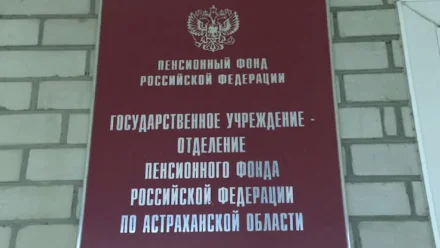 ПЕНСИОННЫЙ ФОНД
РОССИЙСКОЙ ФЕДЕРАЦИИ
ГОСУДАРСТВЕННОЕ УЧРЕЖДЕНИЕ -
ОТДЕЛЕНИЕ
ПЕНСИОННОГО ФОНДА
РОССИЙСКОЙ ФЕДЕРАЦИИ
ПО АСТРАХАНСКОЙ ОБЛАСТИ